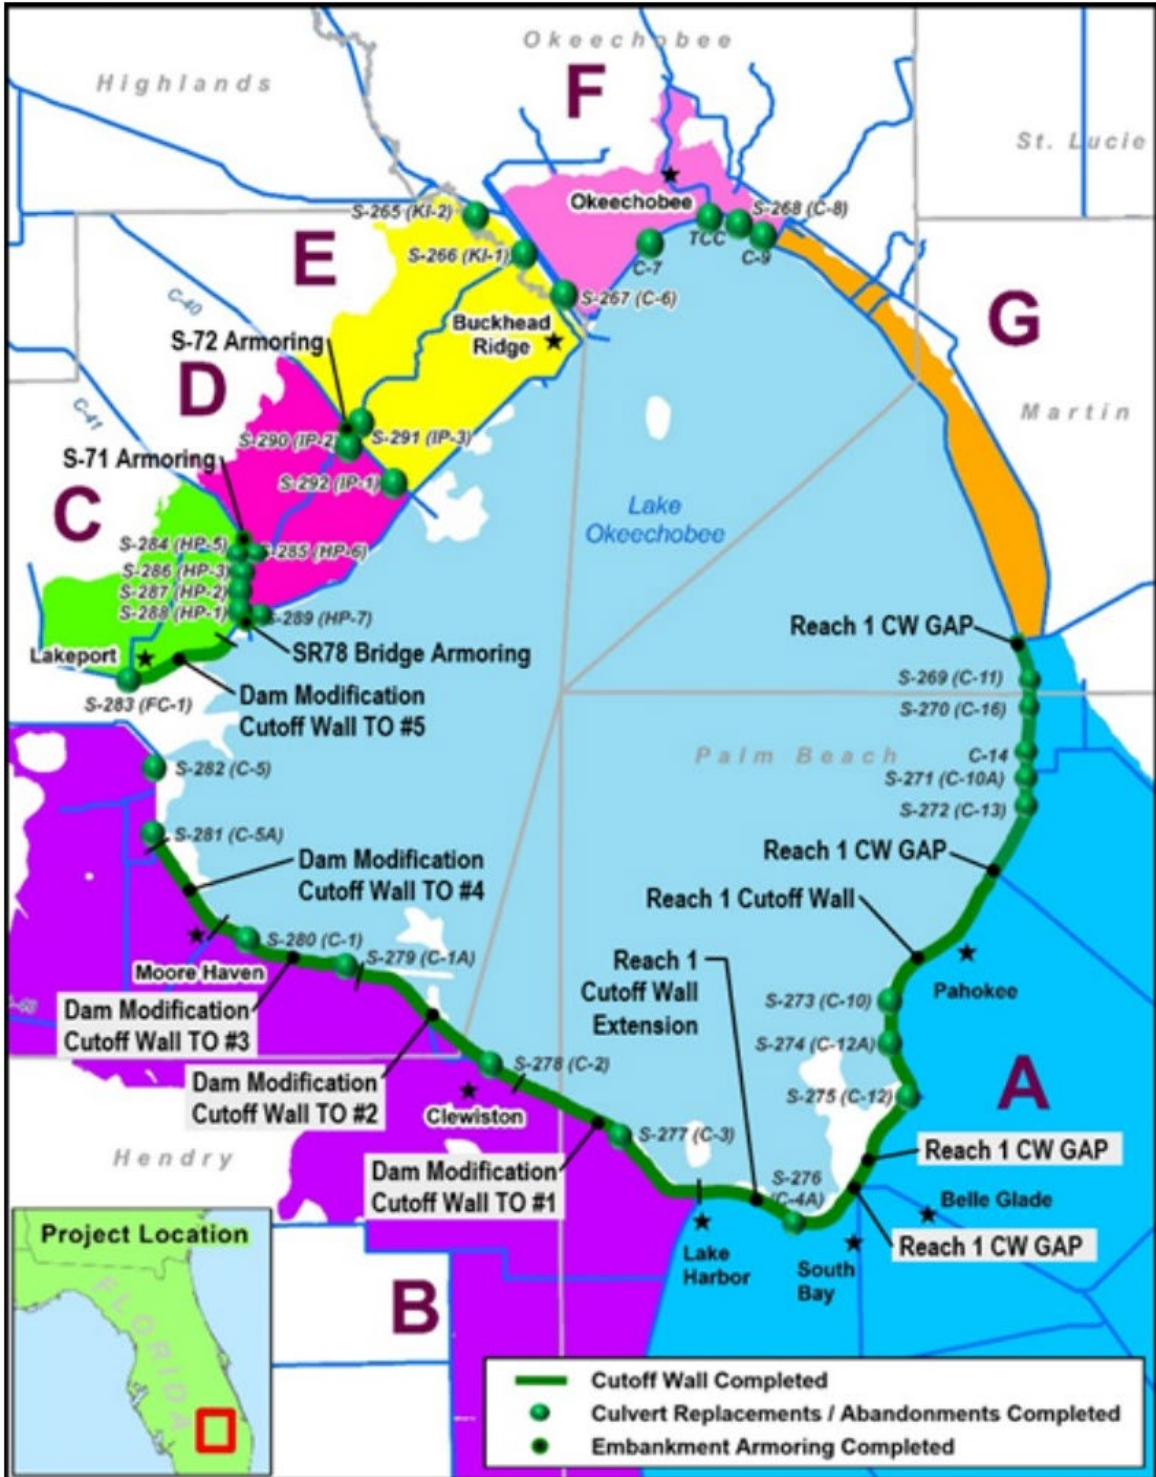 Okeechobee
Highlands
F
St. Lucie
Okeechobee
S-265 (KI-2)
S-268 (C-8)
TCC
C-9
C-7
S-266 (KI-1)
E
S-267 (C-6)
C-40
Buckhead
Ridge
G
S-72 Armoring
D
C-41
Martin
S-290 (IP-2)
S-291 (IP-3)
S-71 Armoring
S-292 (IP-1)
C
Lake
Okeechobee
S-284 (HP-5)
S-285 (HP-6)
S-286 (HP-3)
S-287 (HP-2)
S-288 (HP-1)
S-289 (HP-7)
Reach 1 CW GAP
Lakeport
SR78 Bridge Armoring
S-269 (C-11)
S-283 (FC-1)
Dam Modification
Cutoff Wall TO #5
S-270 (C-16)
Palm Beach
C-14
S-282 (C-5)
S-271 (C-10A)
S-272 (C-13)
S-281 (C-5A)
Reach 1 CW GAP
Dam Modification
Cutoff Wall TO #4
Reach 1 Cutoff Wall
S-280 (C-1)
S-279 (C-1A)
Moore Haven
Reach 1
Cutoff Wall
Extension
Pahokee
S-273 (C-10)
Dam Modification
Cutoff Wall TO #3
S-274 (C-12A)
S-278 (C-2)
Dam Modification
Cutoff Wall TO #2
S-275 (C-12)
A
Clewiston
S-277 (C-3)
Hendry
Reach 1 CW GAP
Dam Modification
Cutoff Wall TO #1
S-276
(C-4A)
Belle Glade
Project Location
Reach 1 CW GAP
Lake
Harbor
South
Bay
B
FLORIDA
Cutoff Wall Completed
Culvert Replacements / Abandonments Completed
Embankment Armoring Completed